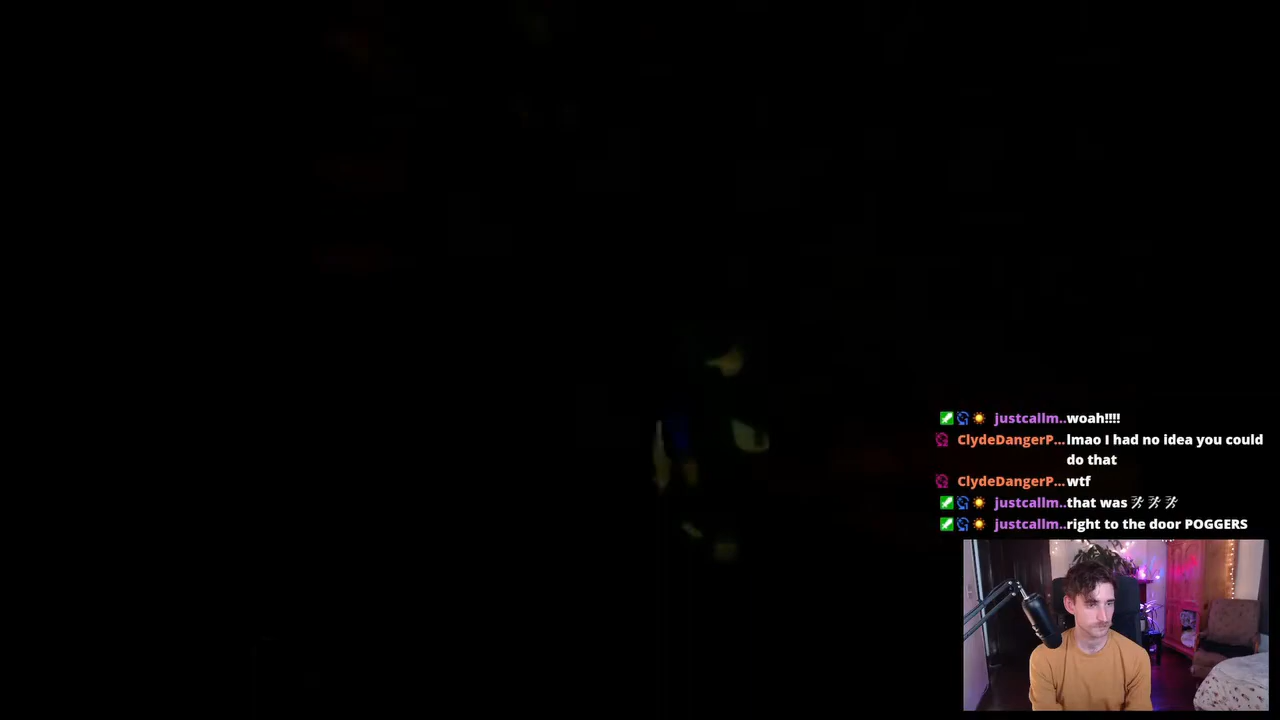 justcallm..woah!!!!
ClydeDangerP...lmao I had no idea you could
do that
ClydeDangerP...wtf
justcallm..that was
justcallm..right to the door POGGERS